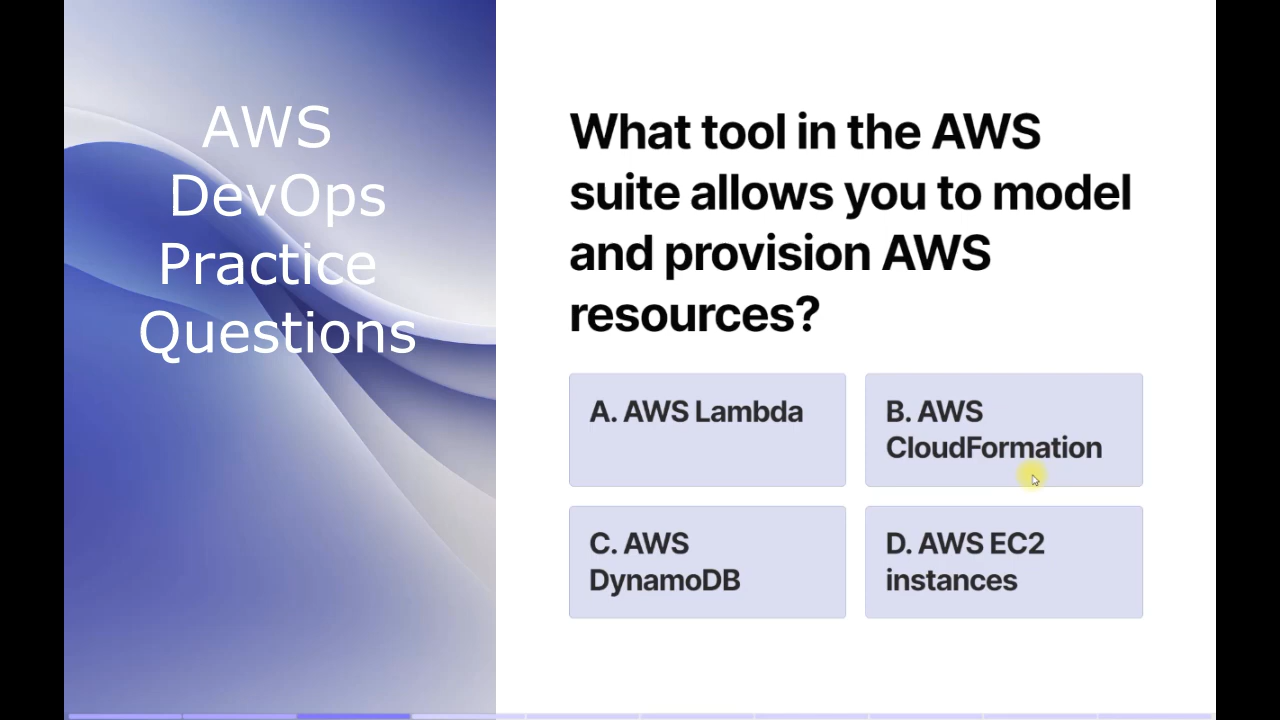 AWS
DevOps
Practice
Questions
What tool in the AWS
suite allows you to model
and provision AWS
resources?
A. AWS Lambda
B. AWS
CloudFormation
C. AWS
DynamoDB
D. AWS EC2
instances